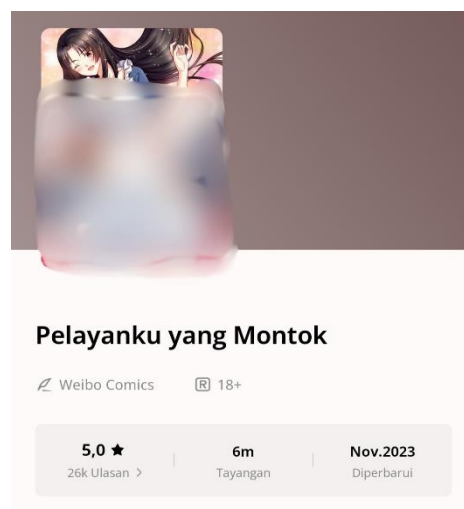 Pelayanku yang Montok
Weibo Comics R 18+
5,0 ★ 6m Nov.2023
26k Ulasan > Tayangan Diperbarui